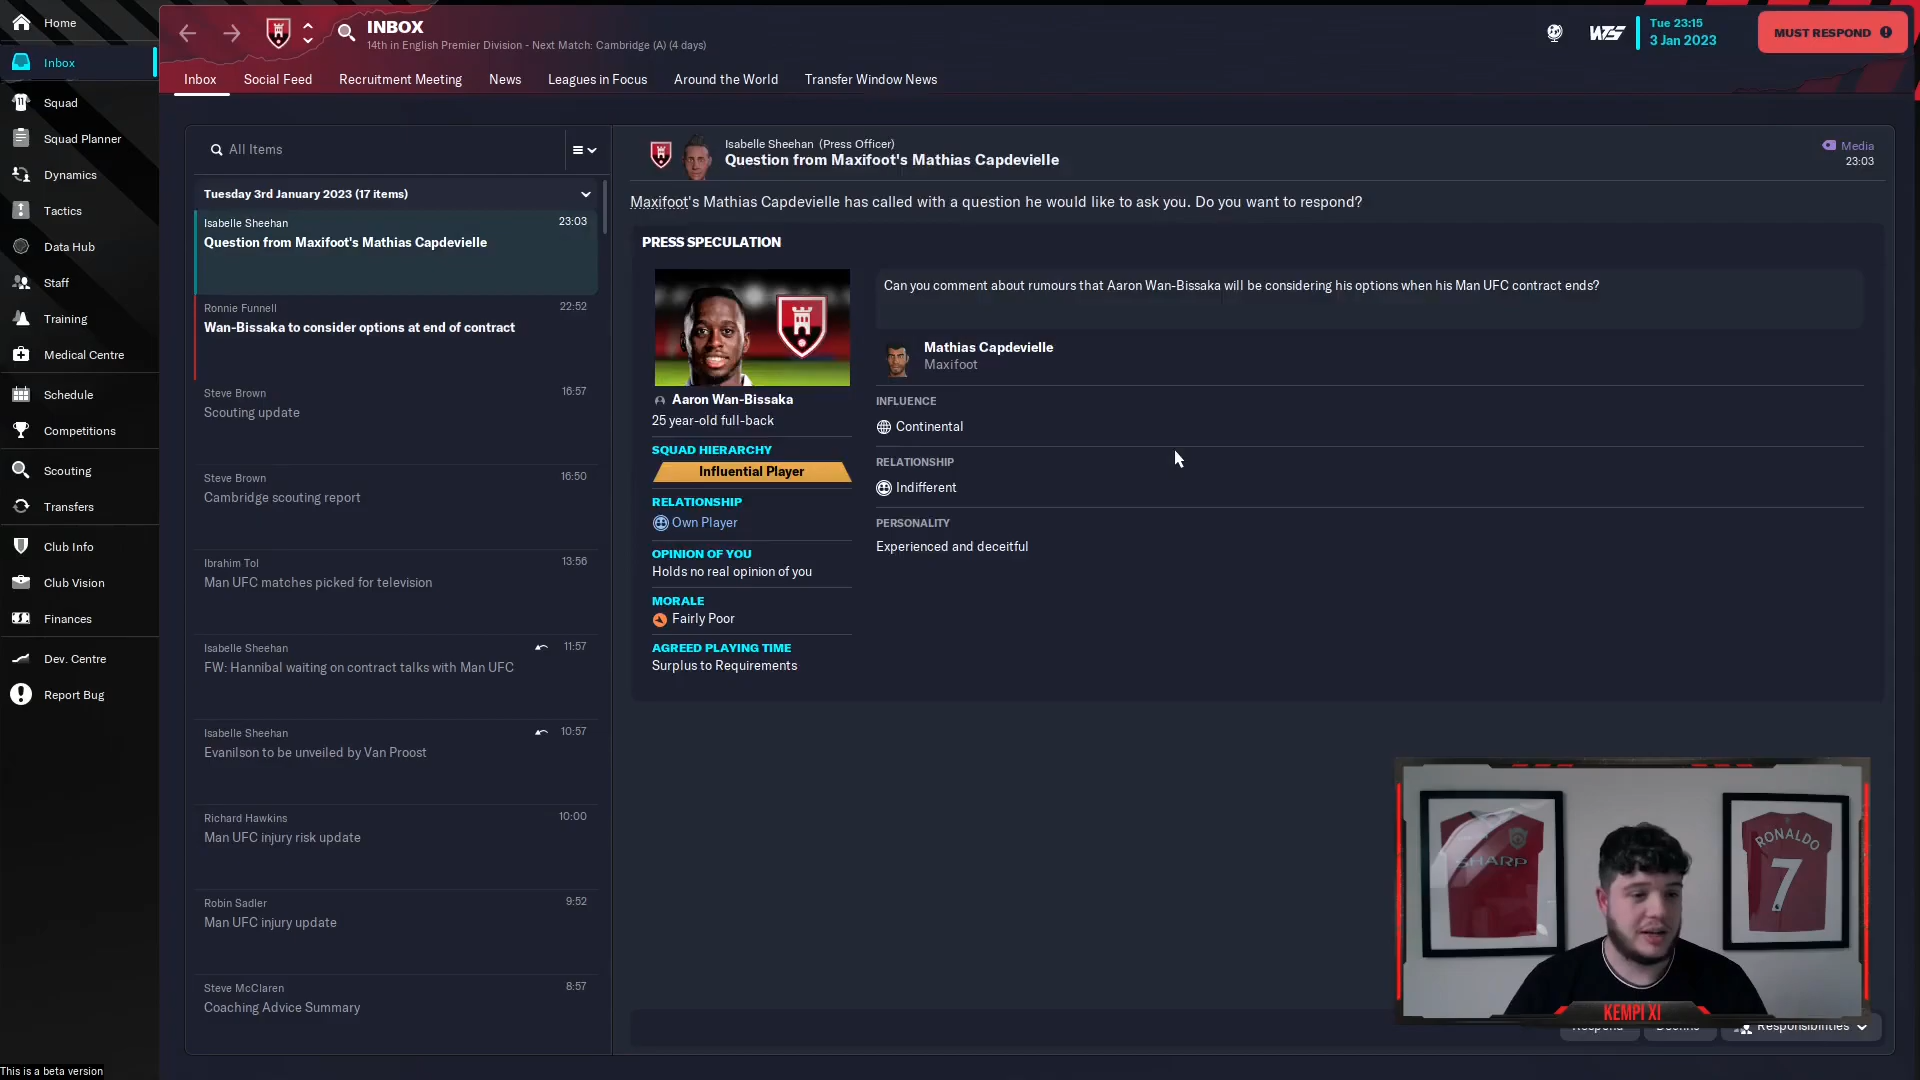 Home
Inbox
Squad
Squad Planner
Dynamics
Tactics
Data Hub
Staff
Training
Medical Centre
Schedule
Competitions
Scouting
Transfers
Club Info
Club Vision
Finances
Dev. Centre
Report Bug
This is a beta version
INBOX
14th in English Premier Division - Next Match: Cambridge (A) (4 days)
Tue 23:15
3 Jan 2023
MUST RESPOND
Inbox Social Feed Recruitment Meeting News Leagues in Focus Around the World Transfer Window News
All Items
Tuesday 3rd January 2023 (17 items)
Isabelle Sheehan 23:03
Question from Maxifoot's Mathias Capdevielle
Ronnie Funnell 22:52
Wan-Bissaka to consider options at end of contract
Steve Brown 16:57
Scouting update
Steve Brown 16:50
Cambridge scouting report
Ibrahim Tol 13:56
Man UFC matches picked for television
Isabelle Sheehan 11:57
FW: Hannibal waiting on contract talks with Man UFC
Isabelle Sheehan 10:57
Evanilson to be unveiled by Van Proost
Richard Hawkins 10:00
Man UFC injury risk update
Robin Sadler 9:52
Man UFC injury update
Steve McClaren 8:57
Coaching Advice Summary
Isabelle Sheehan (Press Officer)
Question from Maxifoot's Mathias Capdevielle
Media
23:03
Maxifoot's Mathias Capdevielle has called with a question he would like to ask you. Do you want to respond?
PRESS SPECULATION
Aaron Wan-Bissaka
25 year-old full-back
SQUAD HIERARCHY
Influential Player
RELATIONSHIP
Own Player
OPINION OF YOU
Holds no real opinion of you
MORALE
Fairly Poor
AGREED PLAYING TIME
Surplus to Requirements
Can you comment about rumours that Aaron Wan-Bissaka will be considering his options when his Man UFC contract ends?
Mathias Capdevielle
Maxifoot
INFLUENCE
Continental
RELATIONSHIP
Indifferent
PERSONALITY
Experienced and deceitful
SHARP
RONALDO
7
KEMPI XI
Respond Decline Responsibilities